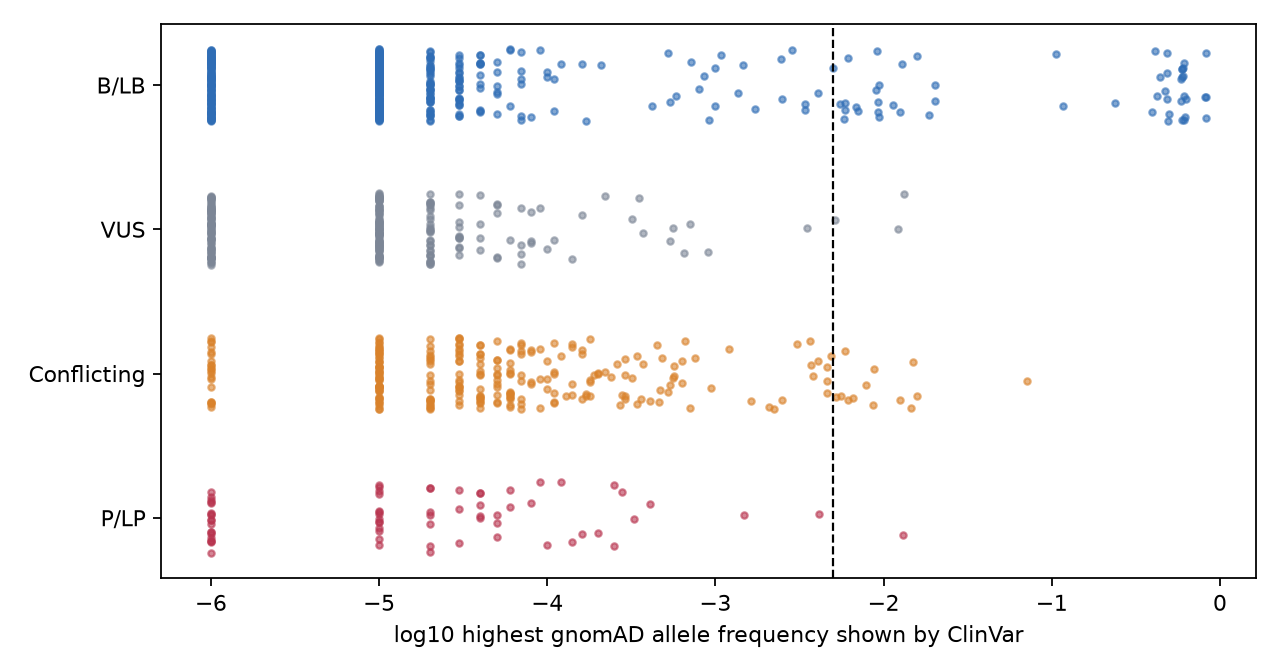 B/LB
VUS
Conflicting
P/LP
−6 −5 −4 −3 −2 −1 0
log10 highest gnomAD allele frequency shown by ClinVar